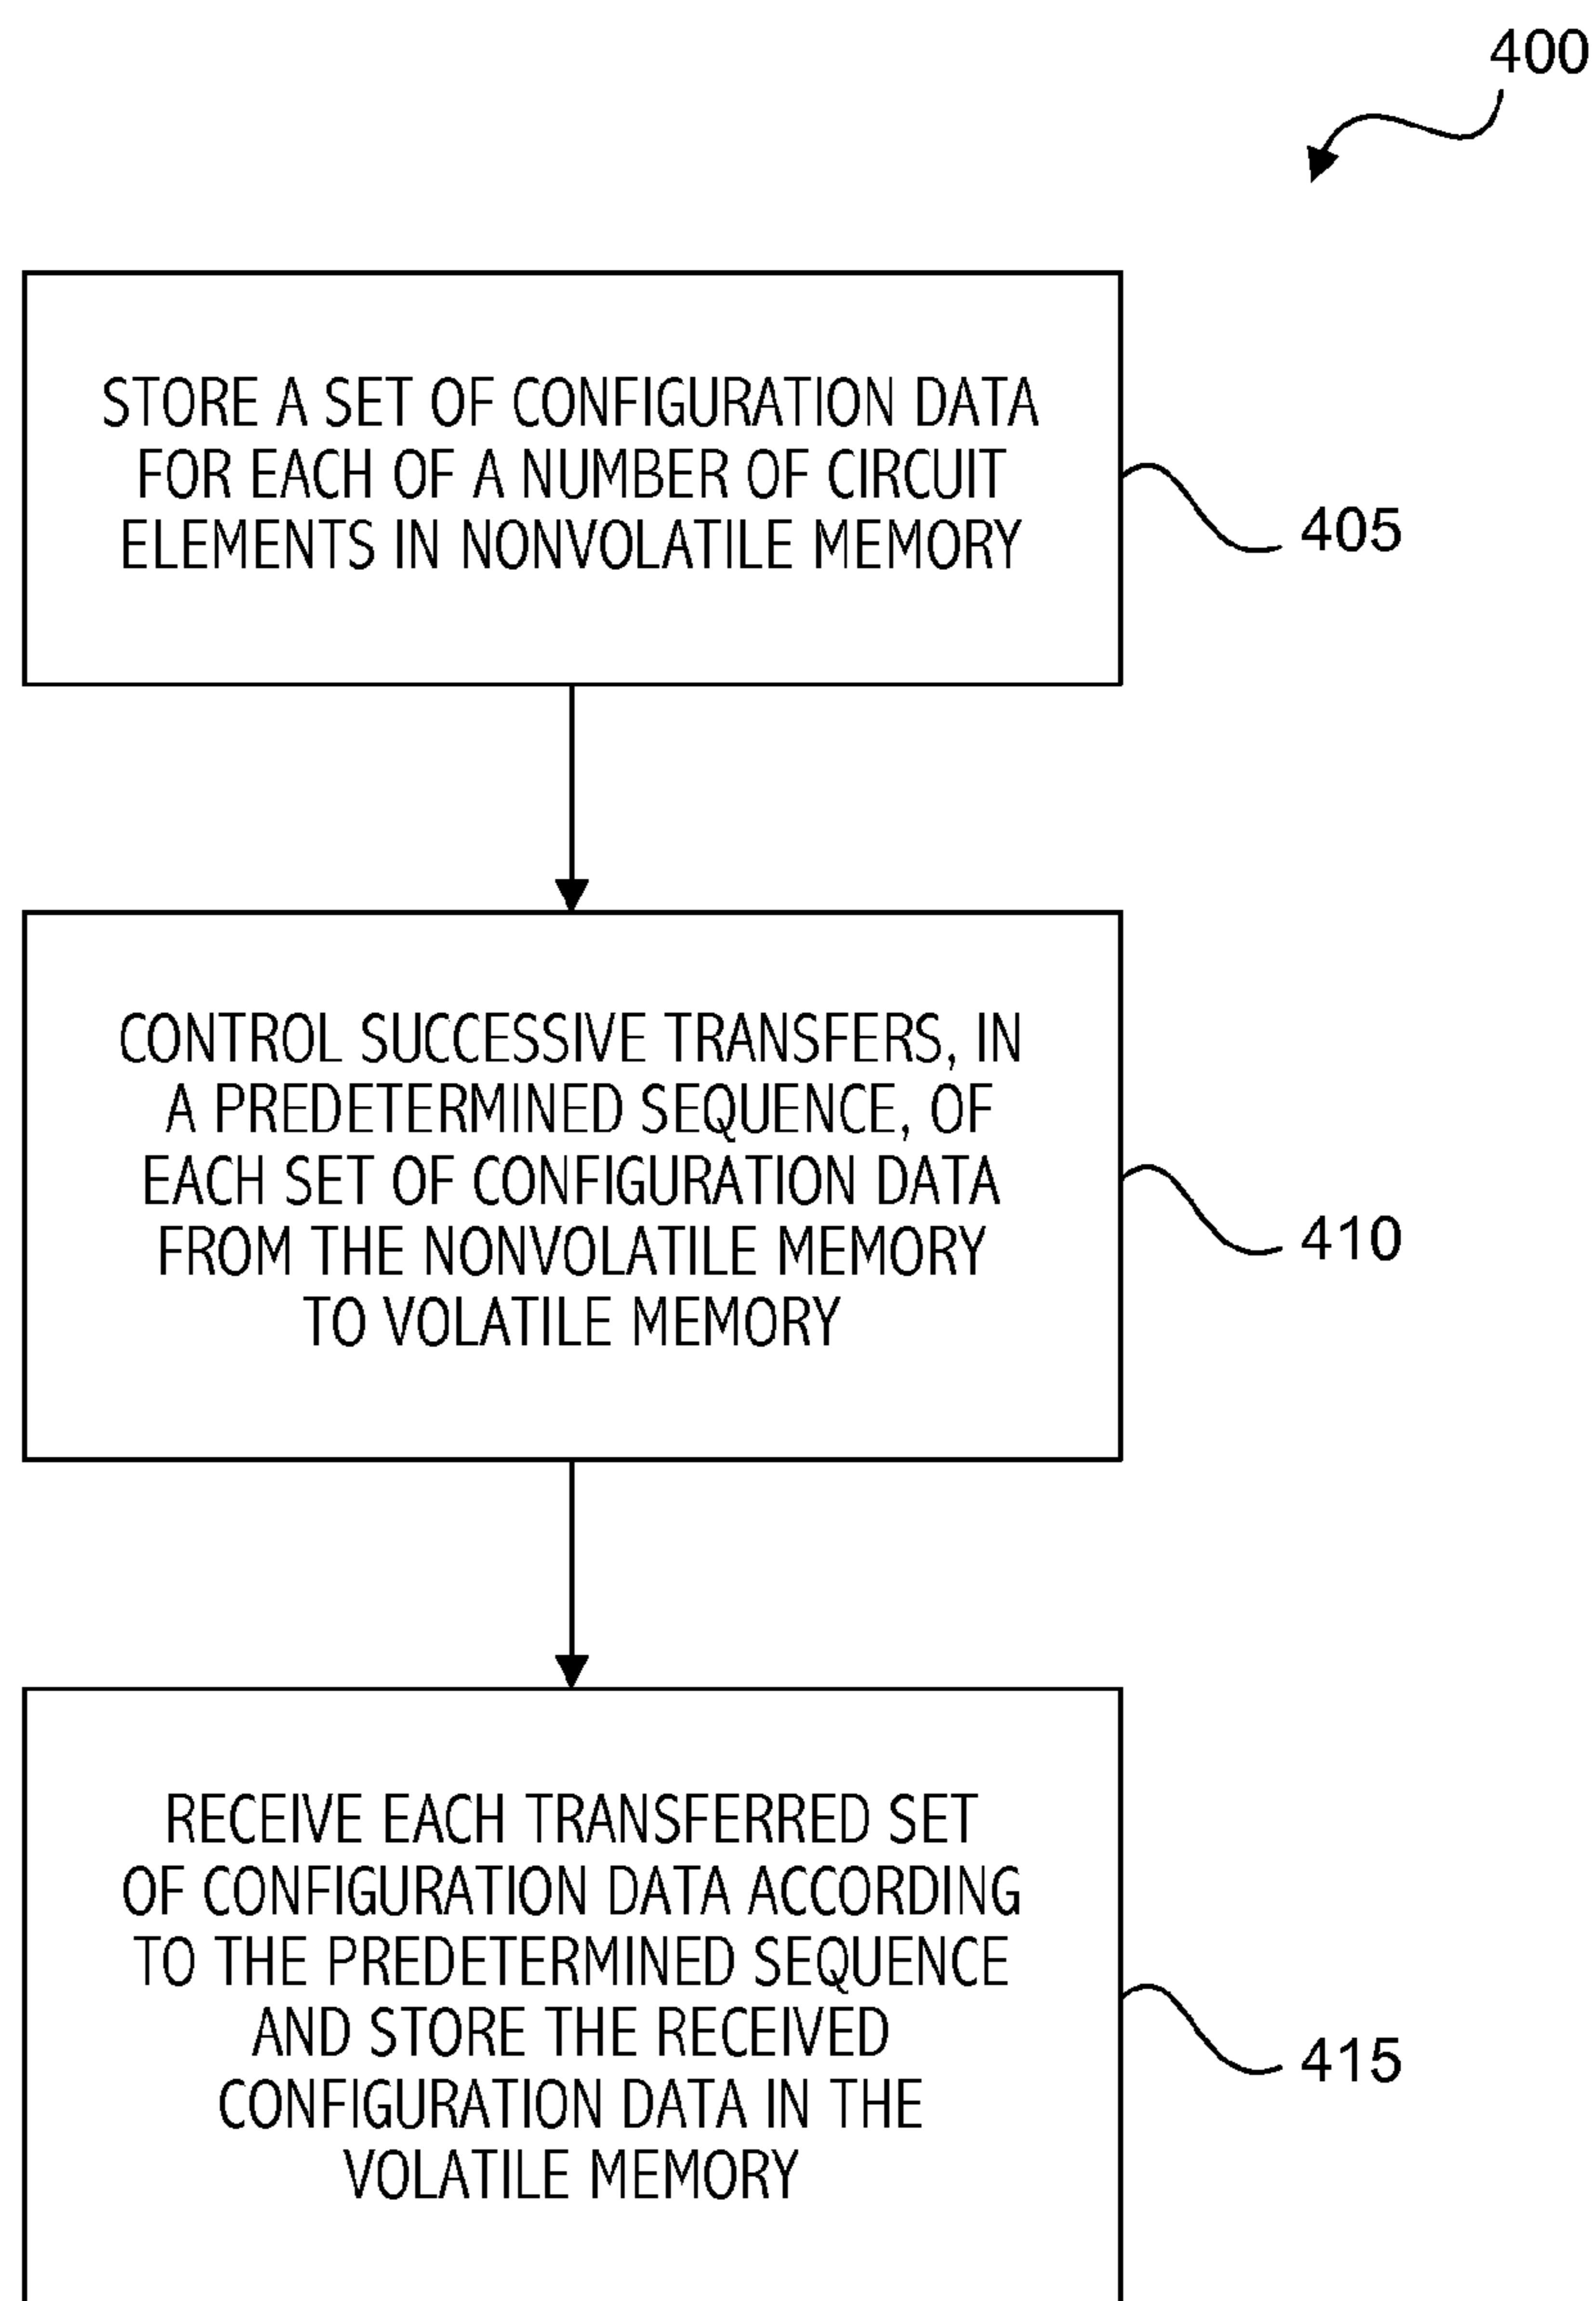 400
STORE A SET OF CONFIGURATION DATA
FOR EACH OF A NUMBER OF CIRCUIT
ELEMENTS IN NONVOLATILE MEMORY
405
CONTROL SUCCESSIVE TRANSFERS, IN
A PREDETERMINED SEQUENCE, OF
EACH SET OF CONFIGURATION DATA
FROM THE NONVOLATILE MEMORY
TO VOLATILE MEMORY
410
RECEIVE EACH TRANSFERRED SET
OF CONFIGURATION DATA ACCORDING
TO THE PREDETERMINED SEQUENCE
AND STORE THE RECEIVED
CONFIGURATION DATA IN THE
VOLATILE MEMORY
415